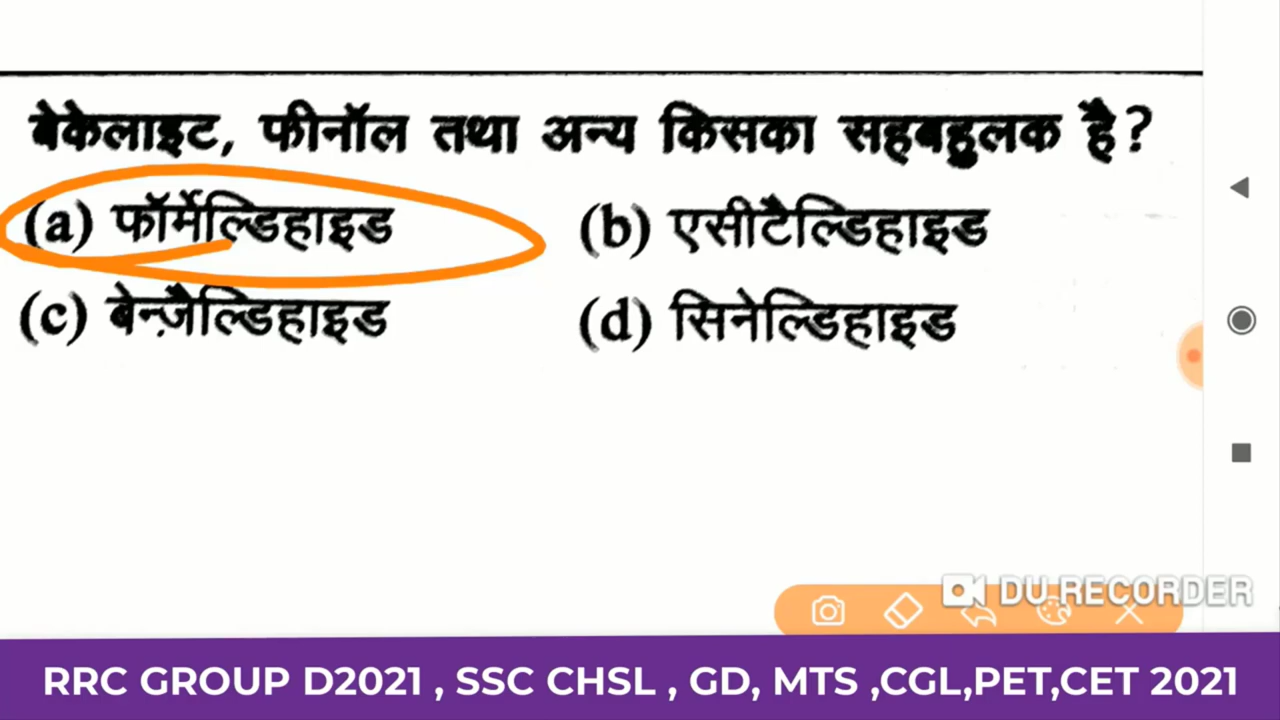 बेकेलाइट, फीनॉल तथा अन्य किसका सहबहुलक है?
(a) फॉर्मेल्डिहाइड (b) एसीटैल्डिहाइड
(c) बेन्ज़ैल्डिहाइड (d) सिनेल्डिहाइड
DU RECORDER
RRC GROUP D2021 , SSC CHSL , GD, MTS ,CGL,PET,CET 2021